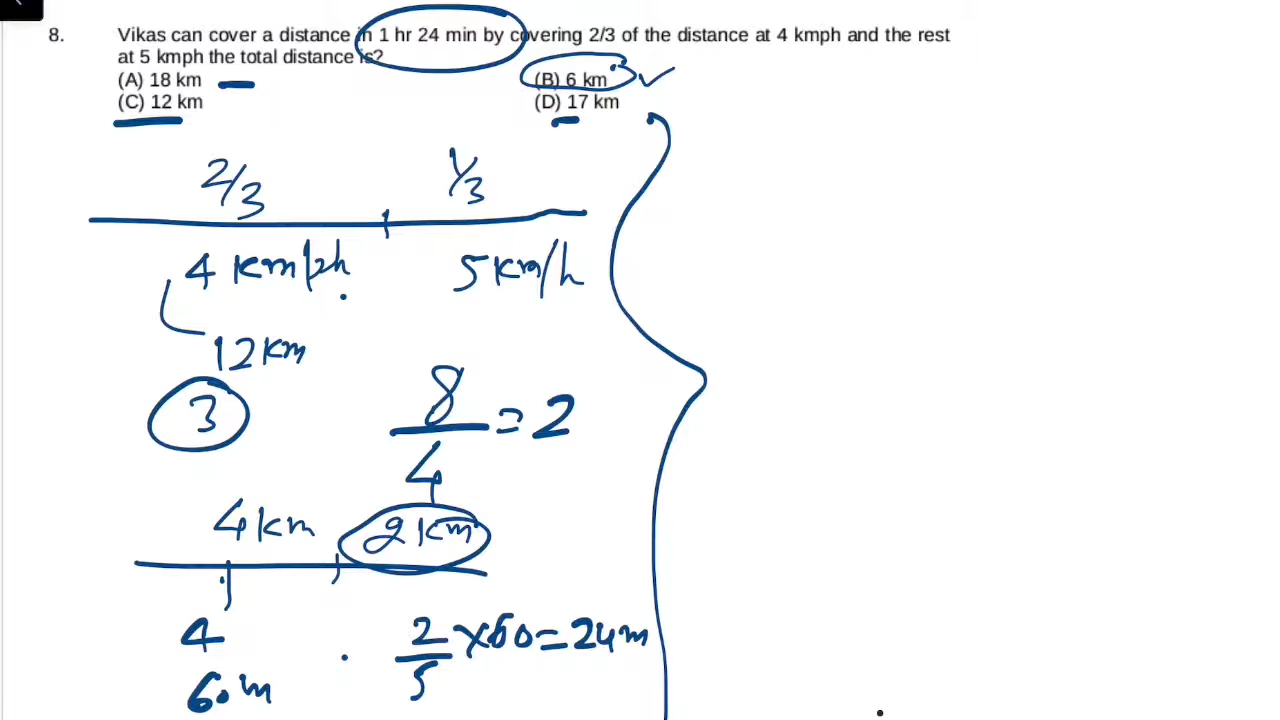 8. Vikas can cover a distance in 1 hr 24 min by covering 2/3 of the distance at 4 kmph and the rest
at 5 kmph the total distance is?
(A) 18 km (B) 6 km
(C) 12 km (D) 17 km
2/3 1/3
4 km/ph 5 km/h
12 km
3 8/4 = 2
4 km 2 km
4 2/5 x 60 = 24m
60m